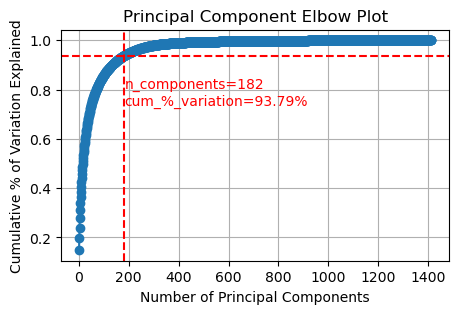 Principal Component Elbow Plot
Cumulative % of Variation Explained
1.0
0.8
0.6
0.4
0.2
n_components=182
cum_%_variation=93.79%
0 200 400 600 800 1000 1200 1400
Number of Principal Components